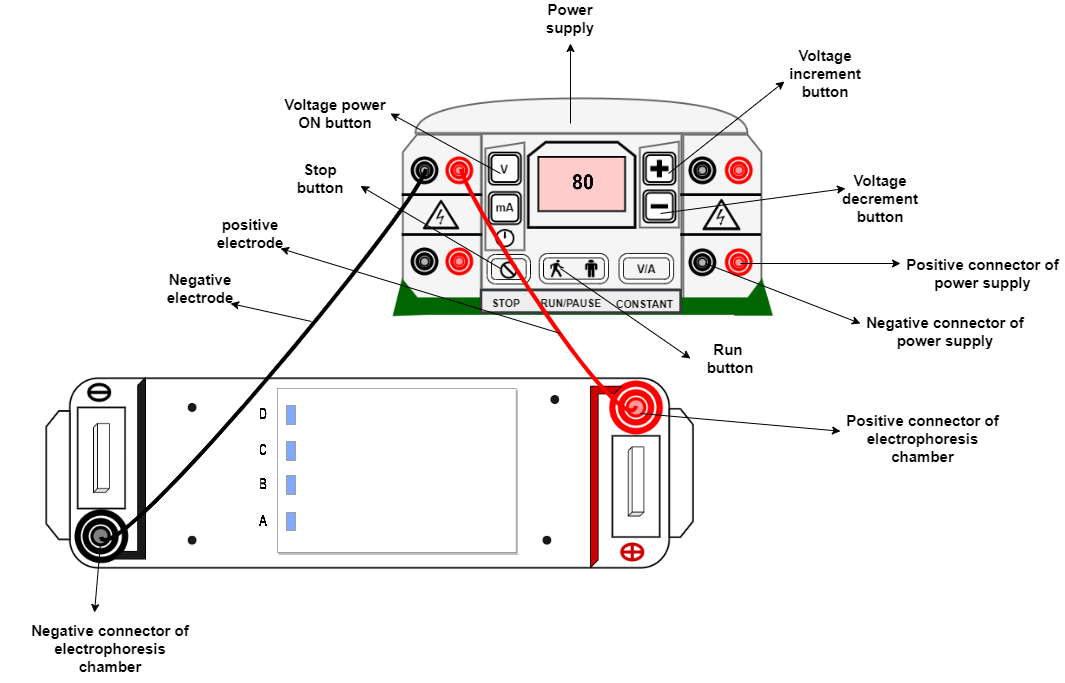 Power
supply
Voltage
increment
button
Voltage power
ON button
Stop
button
positive
electrode
Negative
electrode
V
mA
80
Voltage
decrement
button
V/A
STOP
RUN/PAUSE
CONSTANT
Positive connector of
power supply
Negative connector of
power supply
Run
button
D
C
B
A
Positive connector of
electrophoresis
chamber
Negative connector of
electrophoresis
chamber